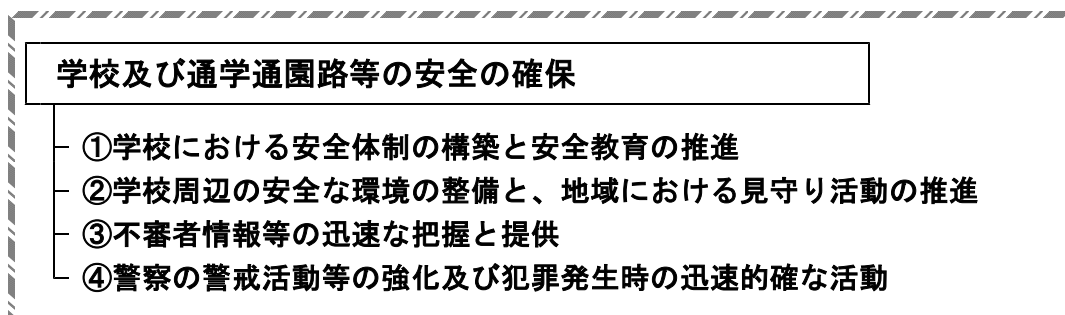 学校及び通学通園路等の安全の確保
①学校における安全体制の構築と安全教育の推進
②学校周辺の安全な環境の整備と、地域における見守り活動の推進
③不審者情報等の迅速な把握と提供
④警察の警戒活動等の強化及び犯罪発生時の迅速的確な活動